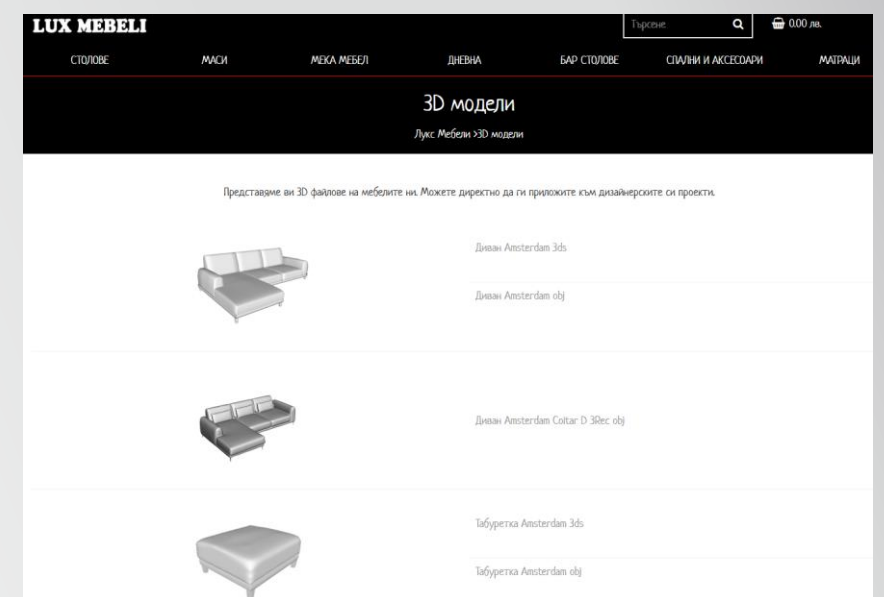 LUX MEBELI
Търсене
0.00 лв.
СТОЛОВЕ МАСИ МЕКА МЕБЕЛ ДНЕВНА БАР СТОЛОВЕ СПАЛНИ И АКСЕСОАРИ МАТРАЦИ
3D модели
Лукс Мебели >3D модели
Представяме ви 3D файлове на мебелите ни. Можете директно да ги приложите към дизайнерските си проекти.
Диван Amsterdam 3ds
Диван Amsterdam obj
Диван Amsterdam Coltar D 3Rec obj
Табуретка Amsterdam 3ds
Табуретка Amsterdam obj